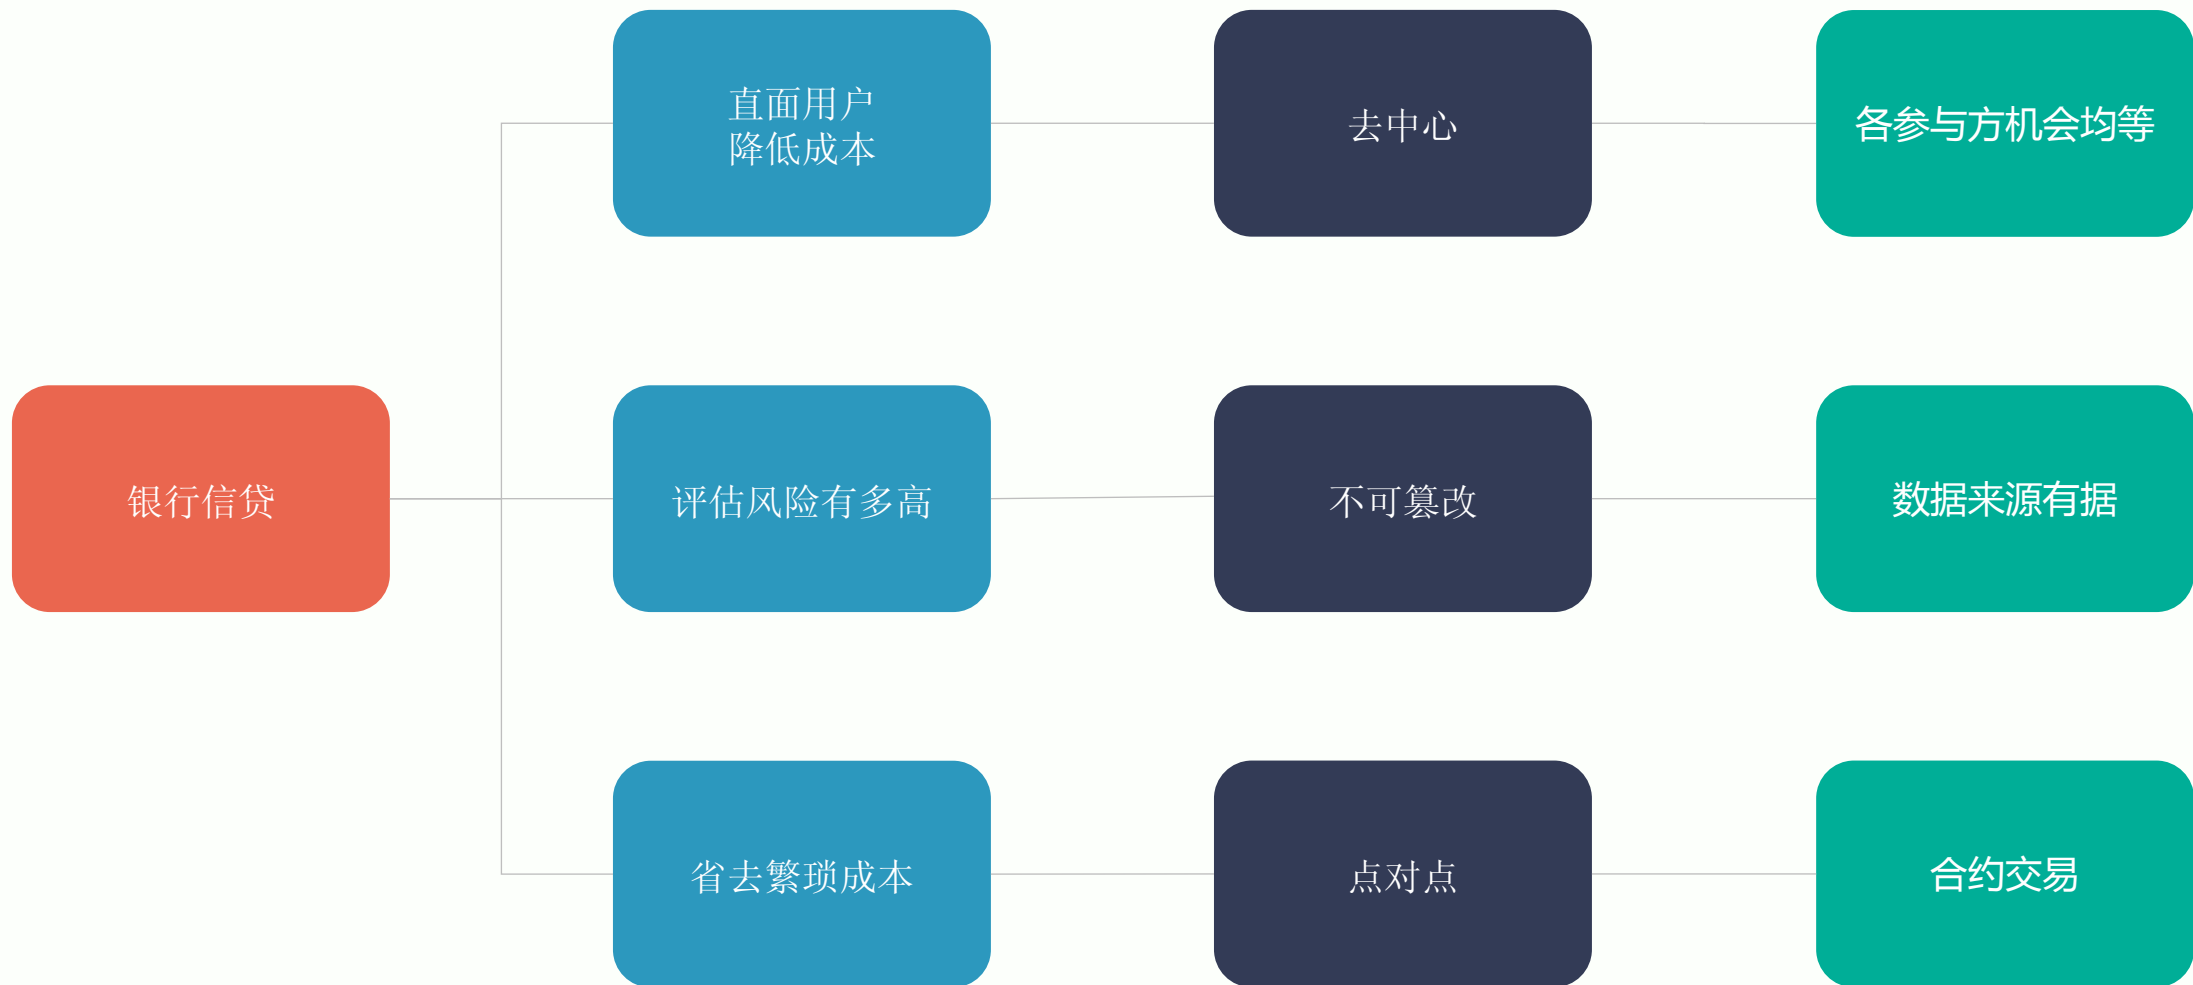 直面用户
降低成本
去中心
各参与方机会均等
银行信贷
评估风险有多高
不可篡改
数据来源有据
省去繁琐成本
点对点
合约交易